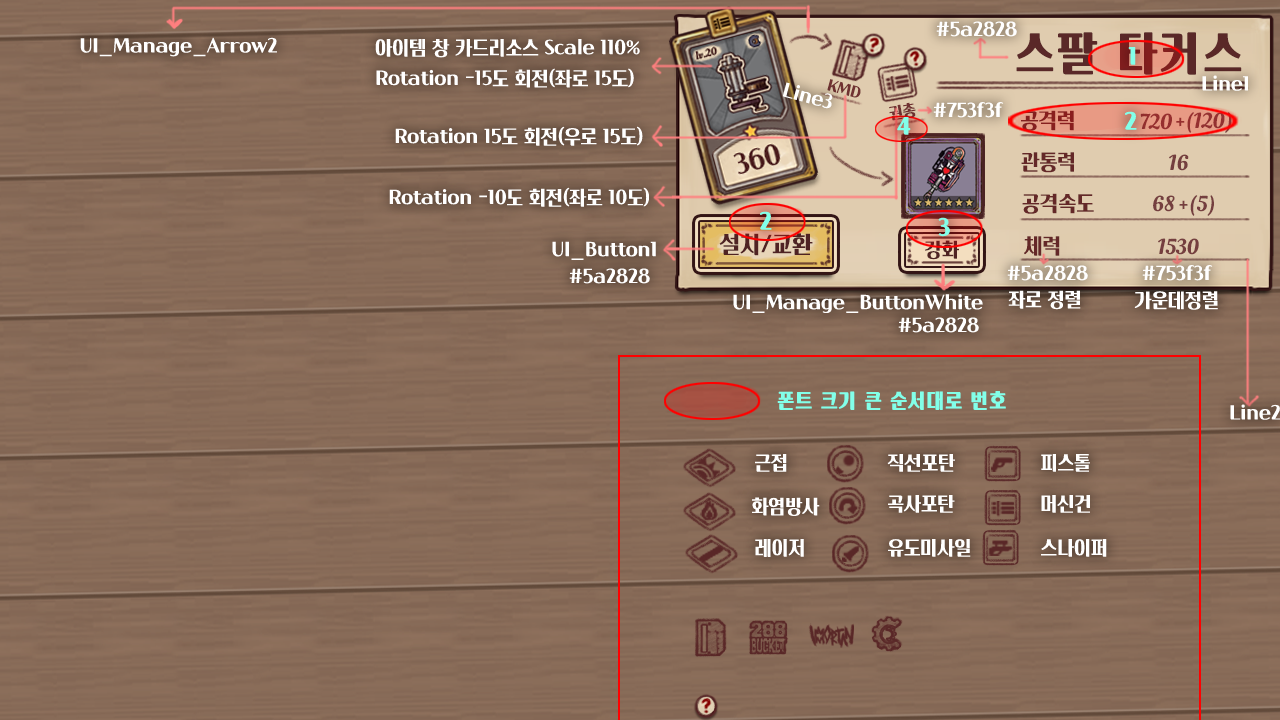 UI_Manage_Arrow2
아이템 창 카드리소스 Scale 110%
Rotation -15도 회전(좌로 15도)
Rotation 15도 회전(우로 15도)
Rotation -10도 회전(좌로 10도)
UI_Button1
#5a2828
lv.20
360
Line3
KMD
?
?
권총
#753f3f
4
#5a2828
스팔 타커스
1
Line1
공격력 2 720 +(120)
관통력 16
공격속도 68 +(5)
체력 1530
#5a2828 #753f3f
좌로 정렬 가운데정렬
2
설치/교환
3
강화
UI_Manage_ButtonWhite
#5a2828
Line2
폰트 크기 큰 순서대로 번호
근접 직선포탄 피스톨
화염방사 곡사포탄 머신건
레이저 유도미사일 스나이퍼
288
BUCKET
?